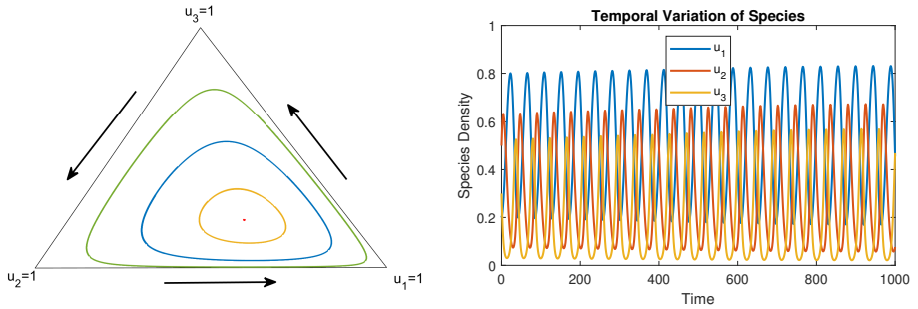 u₃=1
u₂=1
u₁=1
Temporal Variation of Species
Species Density
1
0.8
0.6
0.4
0.2
0
u₁
u₂
u₃
0 200 400 600 800 1000
Time